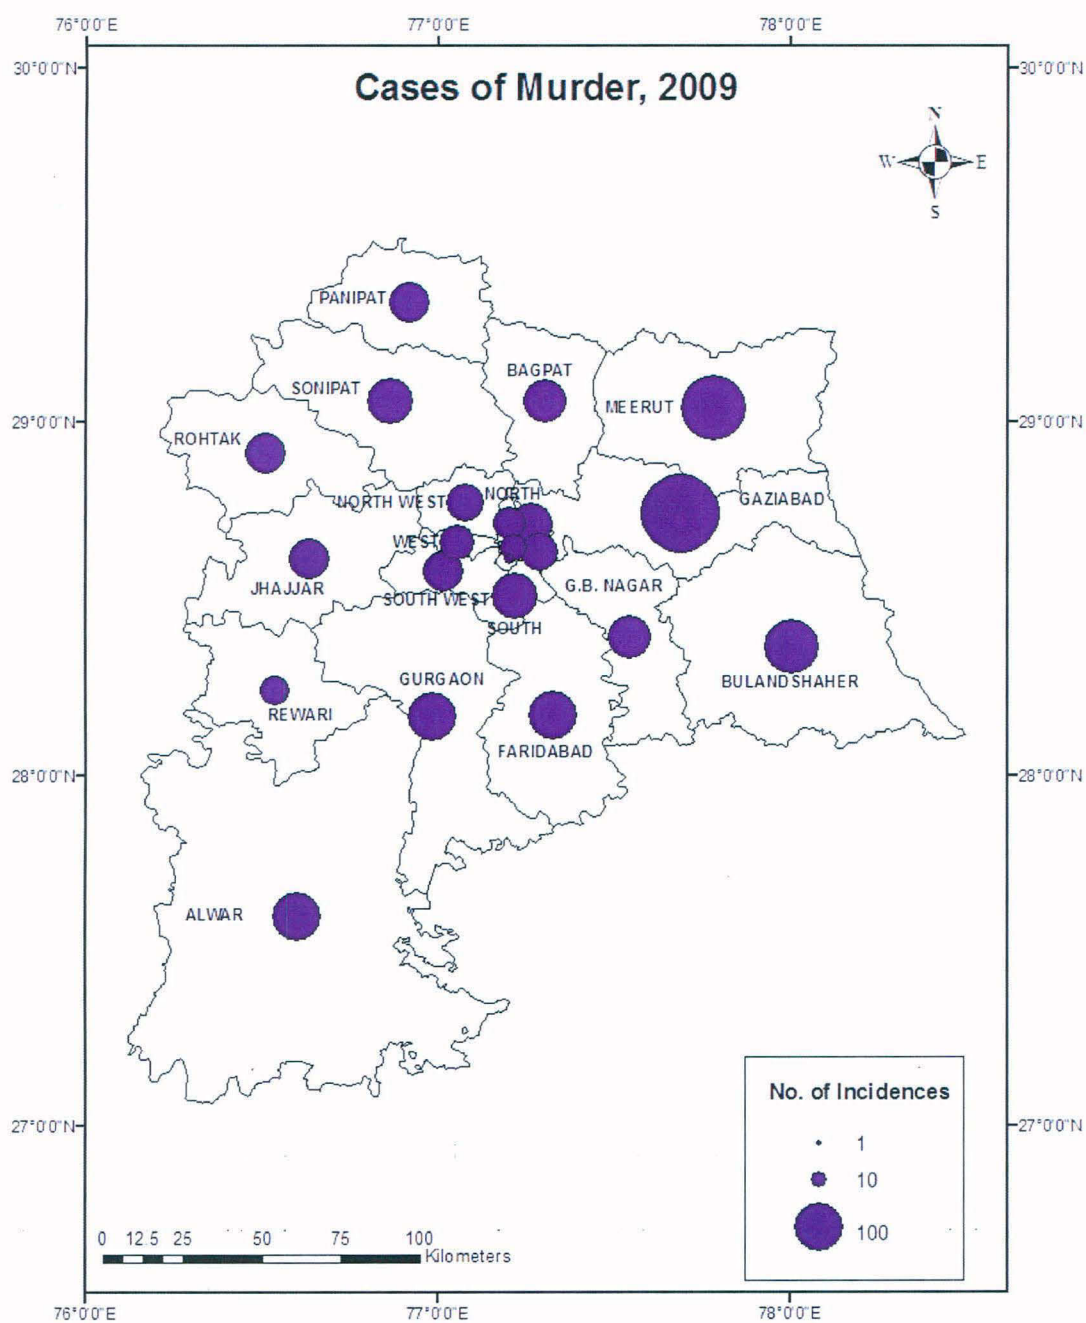 76°0'0"E 77°0'0"E 78°0'0"E
30°0'0"N 30°0'0"N
Cases of Murder, 2009
N
W E
S
PANIPAT
BAGPAT
SONIPAT
MEERUT
29°0'0"N 29°0'0"N
ROHTAK
NORTH WEST NORTH
GAZIABAD
WEST
JHAJJAR
G.B. NAGAR
SOUTH WEST
SOUTH
GURGAON
BULANDSHAHER
REWARI
FARIDABAD
28°0'0"N 28°0'0"N
ALWAR
No. of Incidences
27°0'0"N 27°0'0"N
1
10
100
0 12.5 25 50 75 100
Kilometers
76°0'0"E 77°0'0"E 78°0'0"E